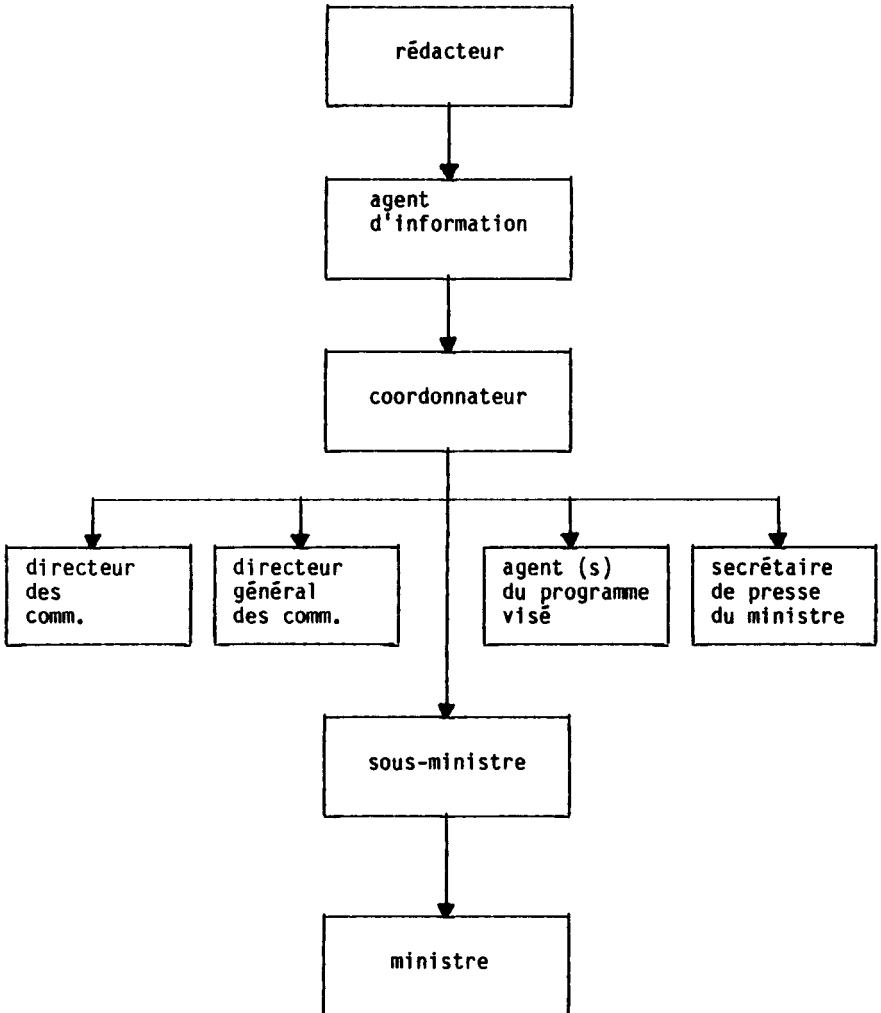 rédacteur
agent
d'information
coordonnateur
directeur
des
comm.
directeur
général
des comm.
agent (s)
du programme
visé
secrétaire
de presse
du ministre
sous-ministre
ministre